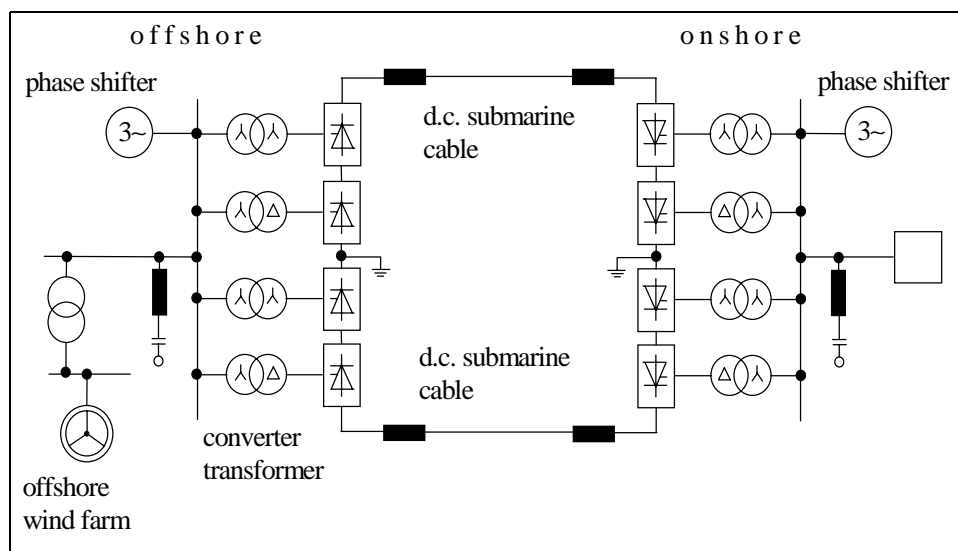 offshore
onshore
phase shifter
phase shifter
3~
3~
d.c. submarine
cable
d.c. submarine
cable
converter
transformer
offshore
wind farm